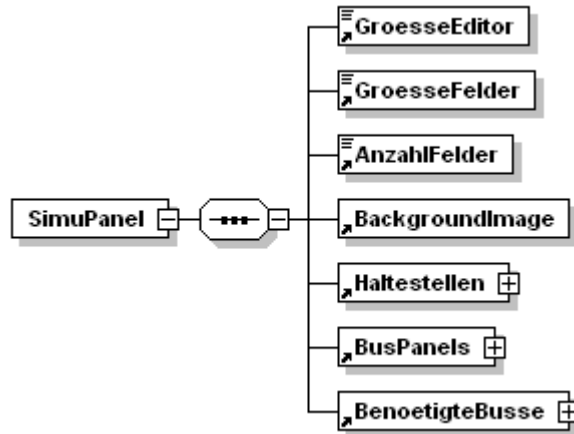 GroesseEditor
GroesseFelder
AnzahlFelder
SimuPanel
BackgroundImage
Haltestellen
BusPanels
BenoetigteBusse